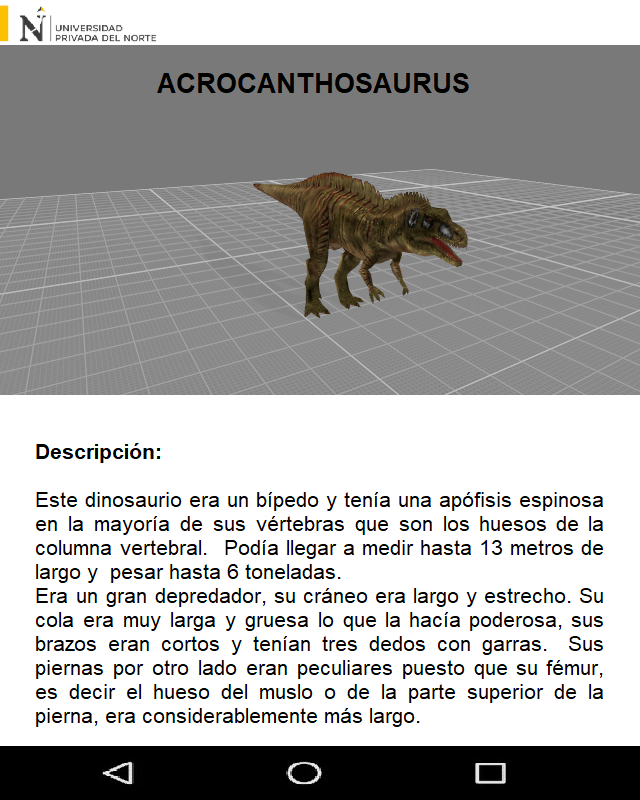 UNIVERSIDAD
PRIVADA DEL NORTE
ACROCANTHOSAURUS
Descripción:
Este dinosaurio era un bípedo y tenía una apófisis espinosa
en la mayoría de sus vértebras que son los huesos de la
columna vertebral. Podía llegar a medir hasta 13 metros de
largo y pesar hasta 6 toneladas.
Era un gran depredador, su cráneo era largo y estrecho. Su
cola era muy larga y gruesa lo que la hacía poderosa, sus
brazos eran cortos y tenían tres dedos con garras. Sus
piernas por otro lado eran peculiares puesto que su fémur,
es decir el hueso del muslo o de la parte superior de la
pierna, era considerablemente más largo.